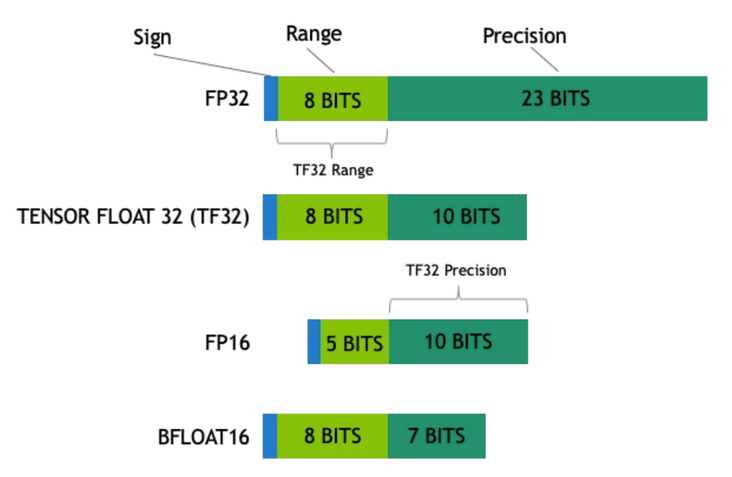 Sign
Range
Precision
FP32
8 BITS
23 BITS
TF32 Range
TENSOR FLOAT 32 (TF32)
8 BITS
10 BITS
TF32 Precision
FP16
5 BITS
10 BITS
BFLOAT16
8 BITS
7 BITS